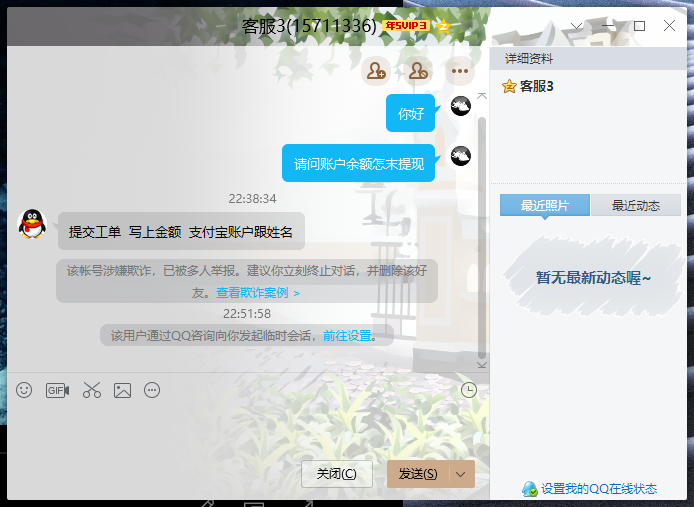 客服3(15711336) 年SVIP3
详细资料
客服3
你好
请问账户余额怎末提现
22:38:34
提交工单 写上金额 支付宝账户跟姓名
该帐号涉嫌欺诈，已被多人举报。建议你立刻终止对话，并删除该好
友。查看欺诈案例 >
22:51:58
该用户通过QQ咨询向你发起临时会话，前往设置。
最近照片 最近动态
暂无最新动态喔~
GIF
关闭(C) 发送(S)
设置我的QQ在线状态